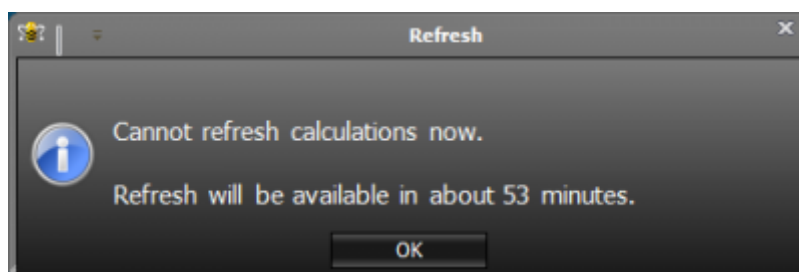 Refresh
Cannot refresh calculations now.
Refresh will be available in about 53 minutes.
OK